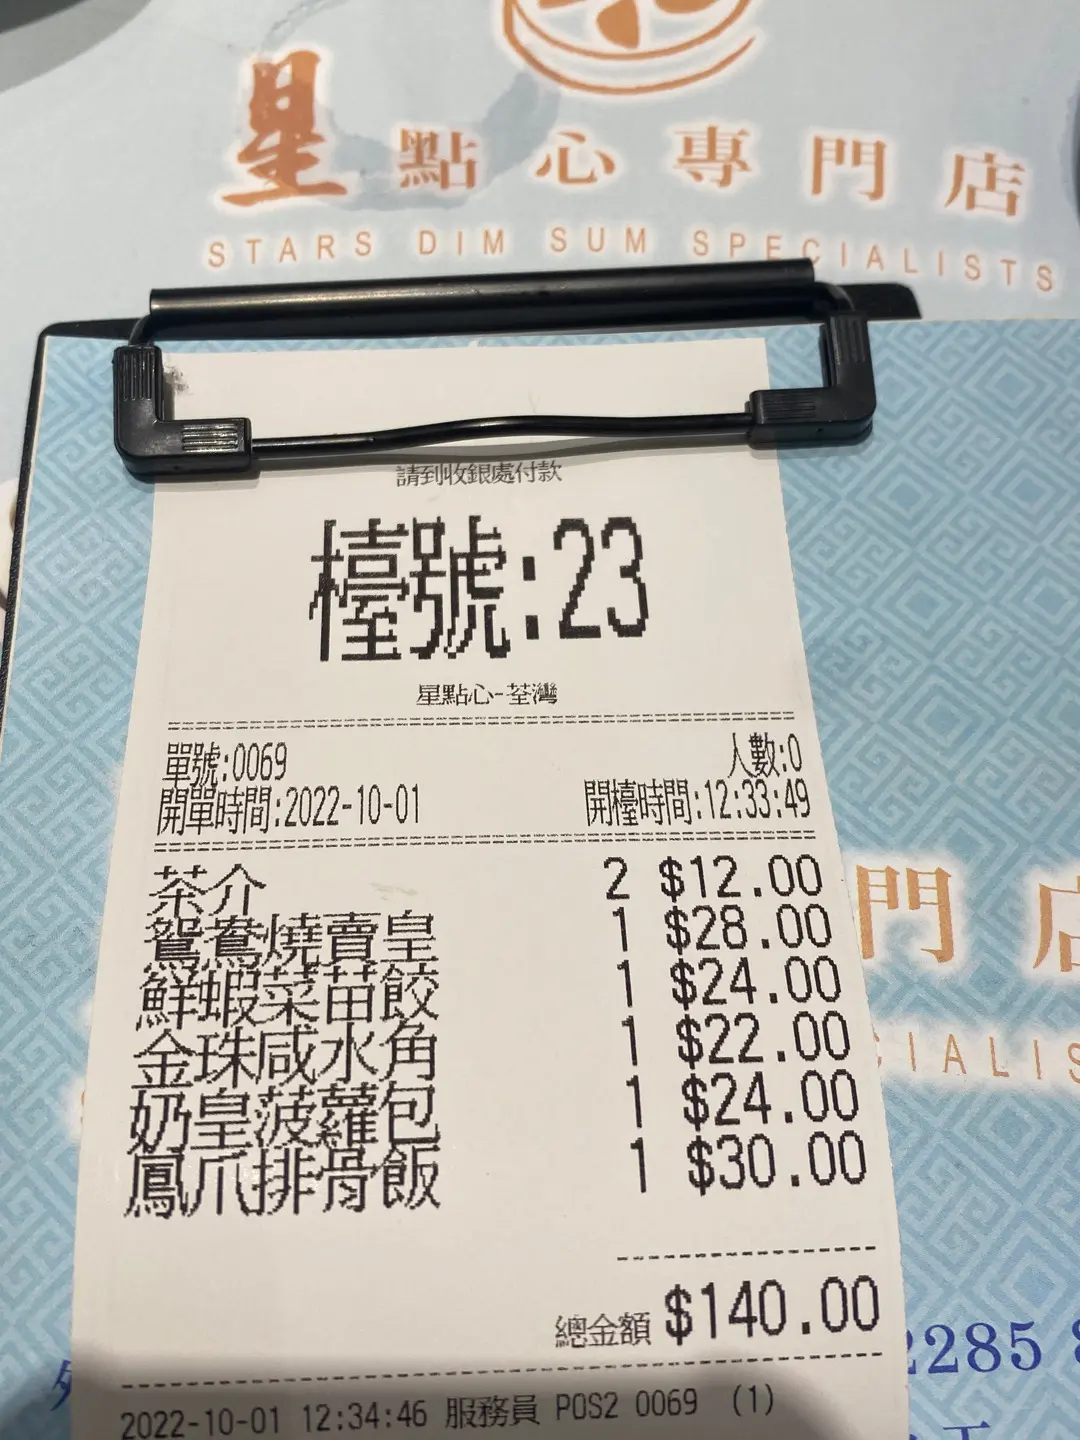 星點心專門店
STARS DIM SUM SPECIALISTS
請到收銀處付款
檯號:23
星點心-荃灣
單號:0069 人數:0
開單時間:2022-10-01 開檯時間:12:33:49
茶介 2 $12.00
鴛鴦燒賣皇 1 $28.00
鮮蝦菜苗餃 1 $24.00
金珠咸水角 1 $22.00
奶皇菠蘿包 1 $24.00
鳳爪排骨飯 1 $30.00
總金額 $140.00
2022-10-01 12:34:46 服務員 POS2 0069 (1)
門店
CIALIS
2285 8